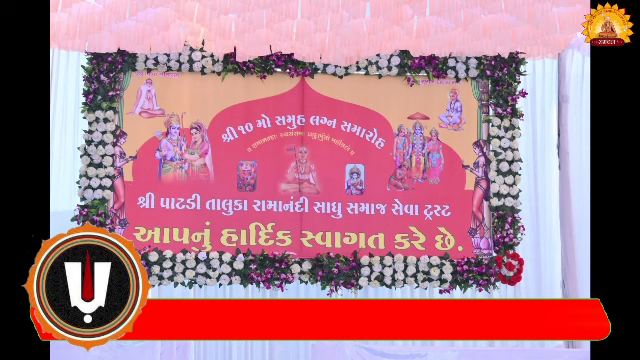 શ્રી ૧૦ મો સમુહ લગ્ન સમારોહ
શ્રી પાટડી તાલુકા રામાનંદી સાધુ સમાજ સેવા ટ્રસ્ટ
આપનું હાર્દિક સ્વાગત કરે છે.